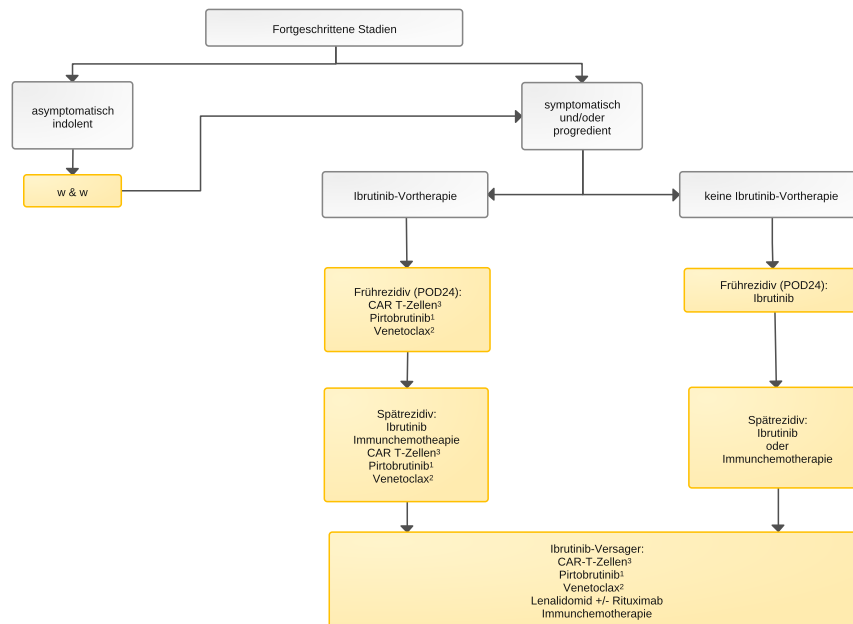 Fortgeschrittene Stadien
asymptomatisch
indolent
symptomatisch
und/oder
progredient
w & w
Ibrutinib-Vortherapie
keine Ibrutinib-Vortherapie
Frührezidiv (POD24):
CAR T-Zellen³
Pirtobrutinib¹
Venetoclax²
Frührezidiv (POD24):
Ibrutinib
Spätrezidiv:
Ibrutinib
Immunchemotheapie
CAR T-Zellen³
Pirtobrutinib¹
Venetoclax²
Spätrezidiv:
Ibrutinib
oder
Immunchemotherapie
Ibrutinib-Versager:
CAR-T-Zellen³
Pirtobrutinib¹
Venetoclax²
Lenalidomid +/- Rituximab
Immunchemotherapie